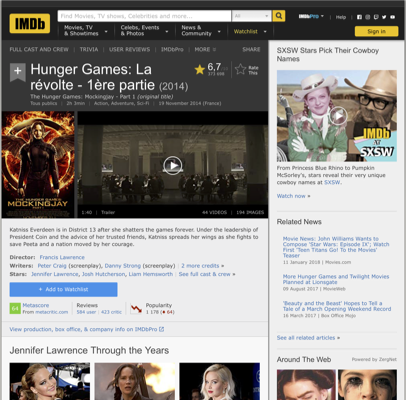 IMDb
Find Movies, TV shows, Celebrities and more...
All
IMDbPro
Help
Movies, TV & Showtimes
Celebs, Events & Photos
News & Community
Watchlist
Sign in
FULL CAST AND CREW | TRIVIA | USER REVIEWS | IMDbPro | MORE
SHARE
Hunger Games: La révolte - 1ère partie (2014)
6,7
Rate This
The Hunger Games: Mockingjay - Part 1 (original title)
Tous publics | 2h 3min | Action, Adventure, Sci-Fi | 19 November 2014 (France)
MOCKINGJAY
1:40 | Trailer
44 VIDEOS | 194 IMAGES
Katniss Everdeen is in District 13 after she shatters the games forever. Under the leadership of
President Coin and the advice of her trusted friends, Katniss spreads her wings as she fights to
save Peeta and a nation moved by her courage.
Director: Francis Lawrence
Writers: Peter Craig (screenplay), Danny Strong (screenplay) | 2 more credits »
Stars: Jennifer Lawrence, Josh Hutcherson, Liam Hemsworth | See full cast & crew »
+ Add to Watchlist
Metascore
From metacritic.com
Reviews
584 user | 423 critic
Popularity
1 178
View production, box office, & company info on IMDbPro
Jennifer Lawrence Through the Years
SXSW Stars Pick Their Cowboy
Names
IMDb
AT
SXSW
From Princess Blue Rhino to Pumpkin
McSorley's, stars reveal their very
unique cowboy names at SXSW.
Watch now »
Related News
Movie News: John Williams Wants to
Compose 'Star Wars: Episode IX'; Watch
First 'Teen Titans Go! To the Movies'
Teaser
11 January 2018 | Movies.com
More Hunger Games and Twilight Movies
Planned at Lionsgate
09 August 2017 | MovieWeb
'Beauty and the Beast' Hopes to Tell a
Tale of a March Opening Weekend Record
16 March 2017 | Box Office Mojo
See all related articles »
Around The Web
Powered by ZergNet